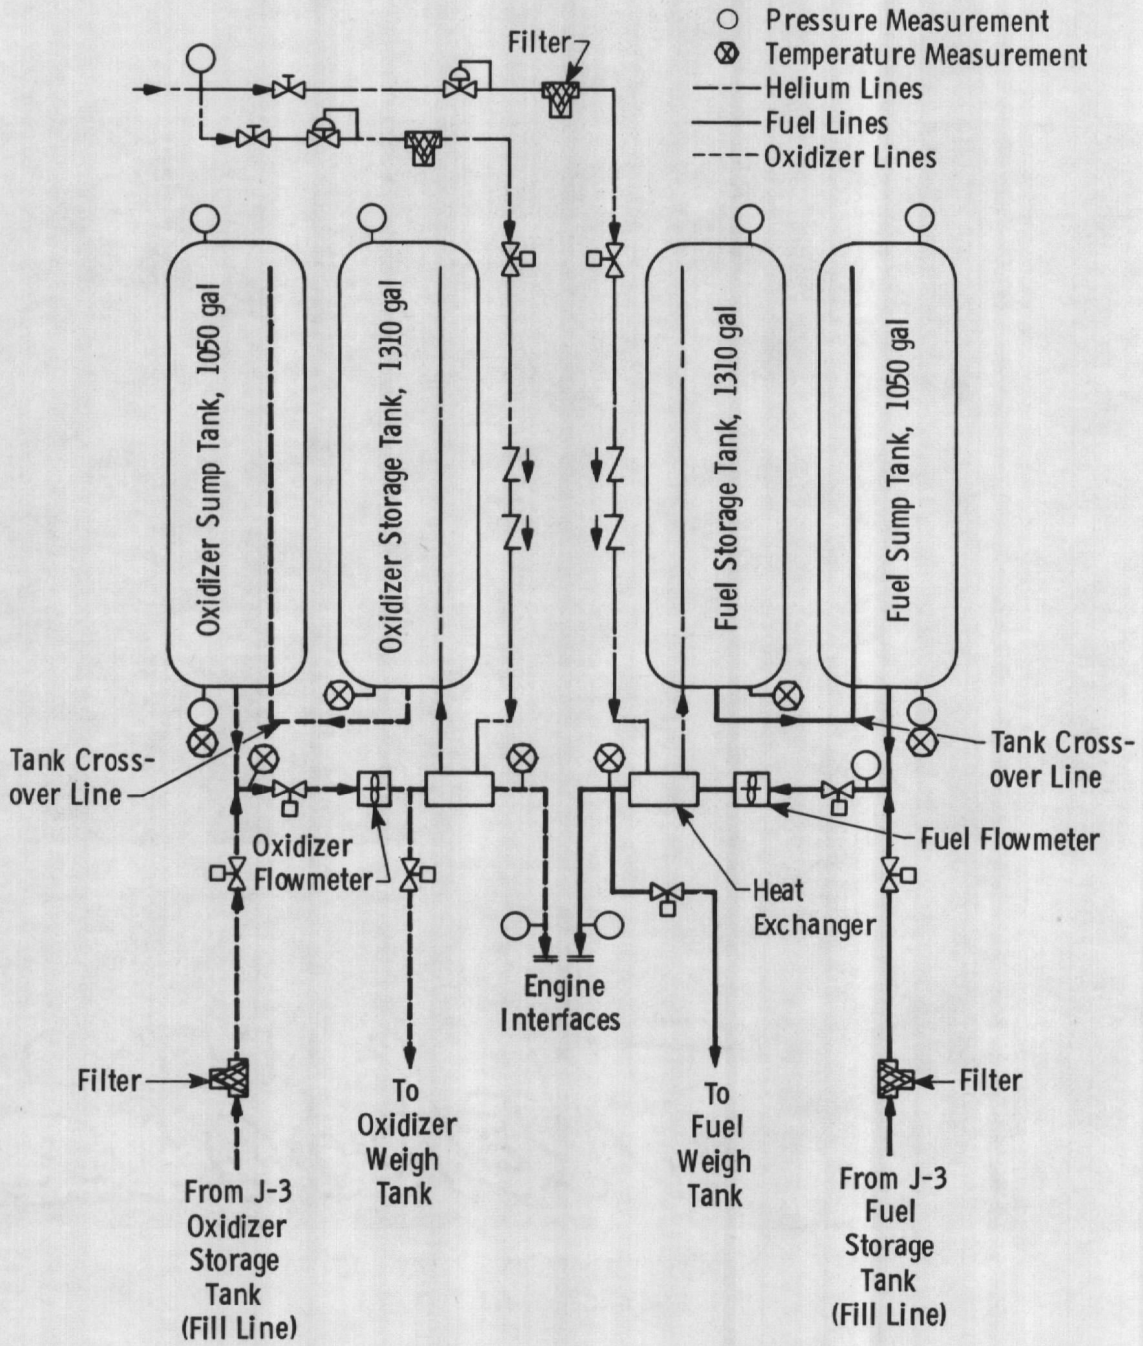 Pressure Measurement
Temperature Measurement
Helium Lines
Fuel Lines
Oxidizer Lines
Filter
Oxidizer Sump Tank, 1050 gal
Oxidizer Storage Tank, 1310 gal
Fuel Storage Tank, 1310 gal
Fuel Sump Tank, 1050 gal
Tank Cross-
over Line
Tank Cross-
over Line
Oxidizer
Flowmeter
Fuel Flowmeter
Heat
Exchanger
Engine
Interfaces
Filter
Filter
To
Oxidizer
Weigh
Tank
To
Fuel
Weigh
Tank
From J-3
Oxidizer
Storage
Tank
(Fill Line)
From J-3
Fuel
Storage
Tank
(Fill Line)